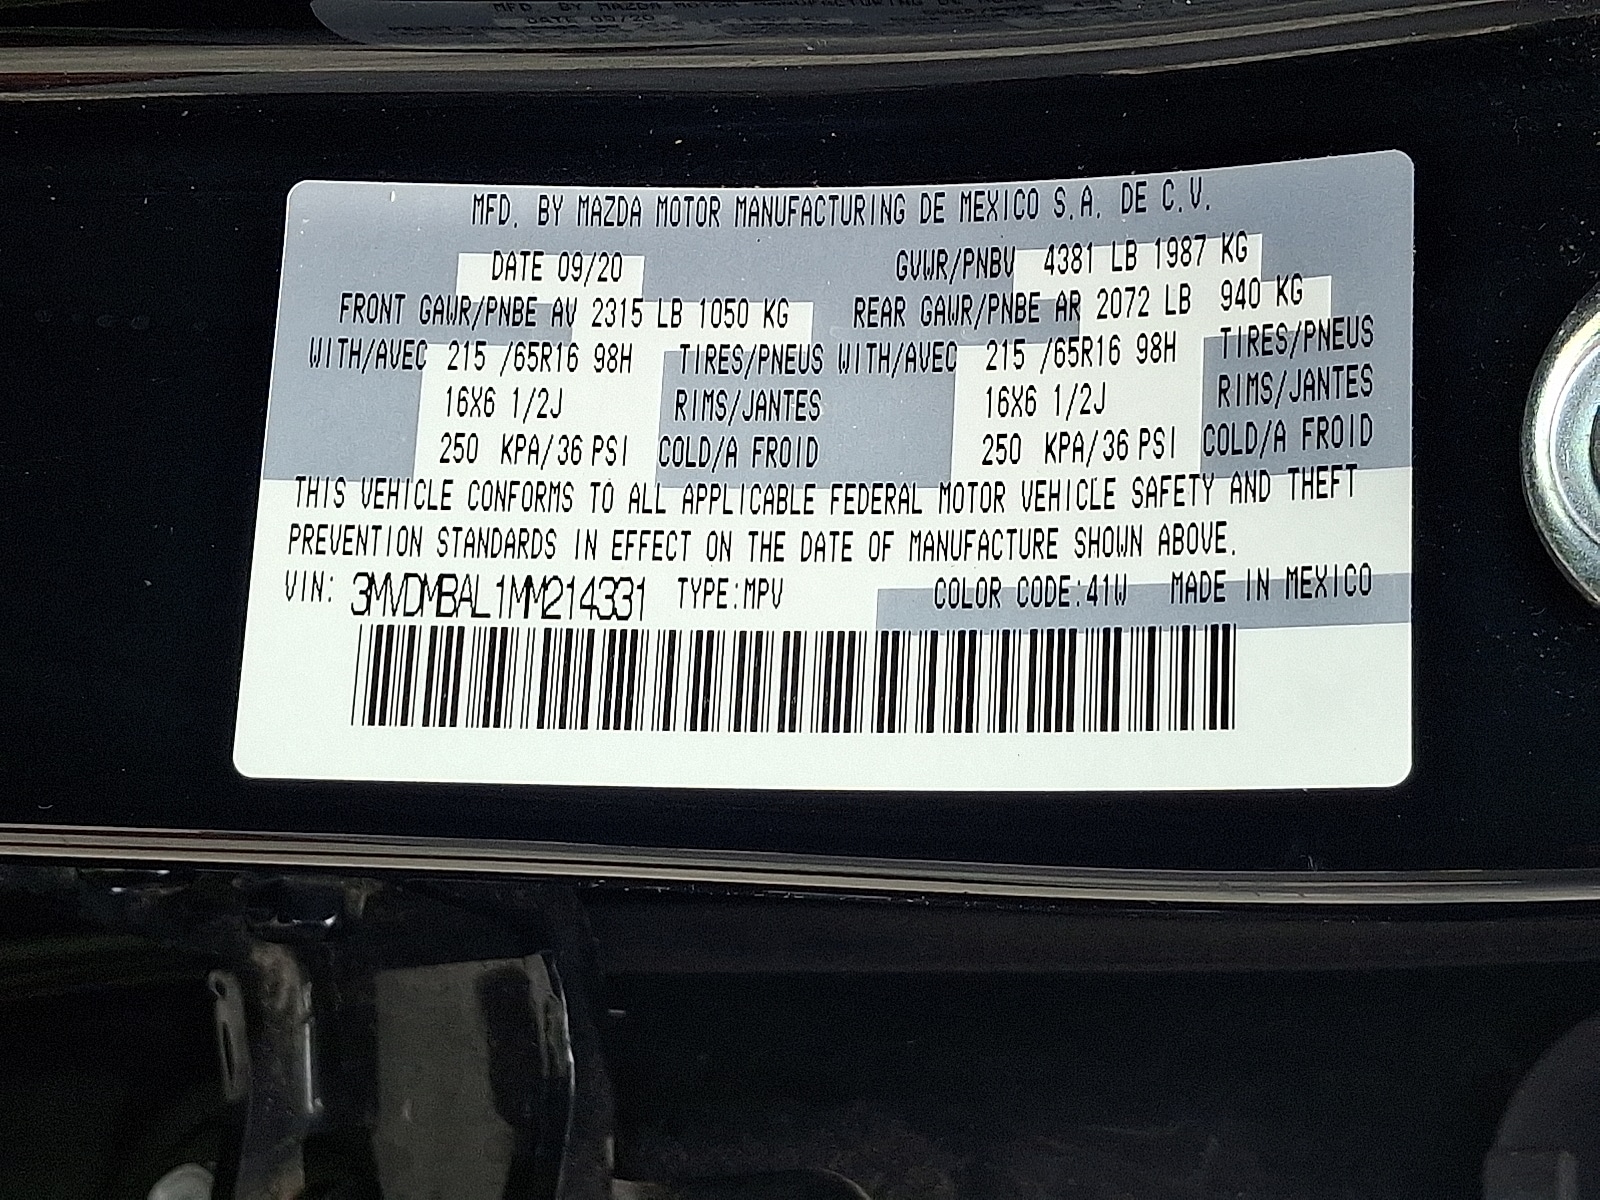 MFD. BY MAZDA MOTOR MANUFACTURING DE MEXICO S.A. DE C.V.
DATE 09/20 GVWR/PNBV 4381 LB 1987 KG
FRONT GAWR/PNBE AV 2315 LB 1050 KG REAR GAWR/PNBE AR 2072 LB 940 KG
WITH/AVEC 215 /65R16 98H TIRES/PNEUS WITH/AVEC 215 /65R16 98H TIRES/PNEUS
16X6 1/2J RIMS/JANTES 16X6 1/2J RIMS/JANTES
250 KPA/36 PSI COLD/A FROID 250 KPA/36 PSI COLD/A FROID
THIS VEHICLE CONFORMS TO ALL APPLICABLE FEDERAL MOTOR VEHICLE SAFETY AND THEFT
PREVENTION STANDARDS IN EFFECT ON THE DATE OF MANUFACTURE SHOWN ABOVE.
VIN: 3MVDMBAL1MM214331 TYPE:MPV COLOR CODE:41W MADE IN MEXICO